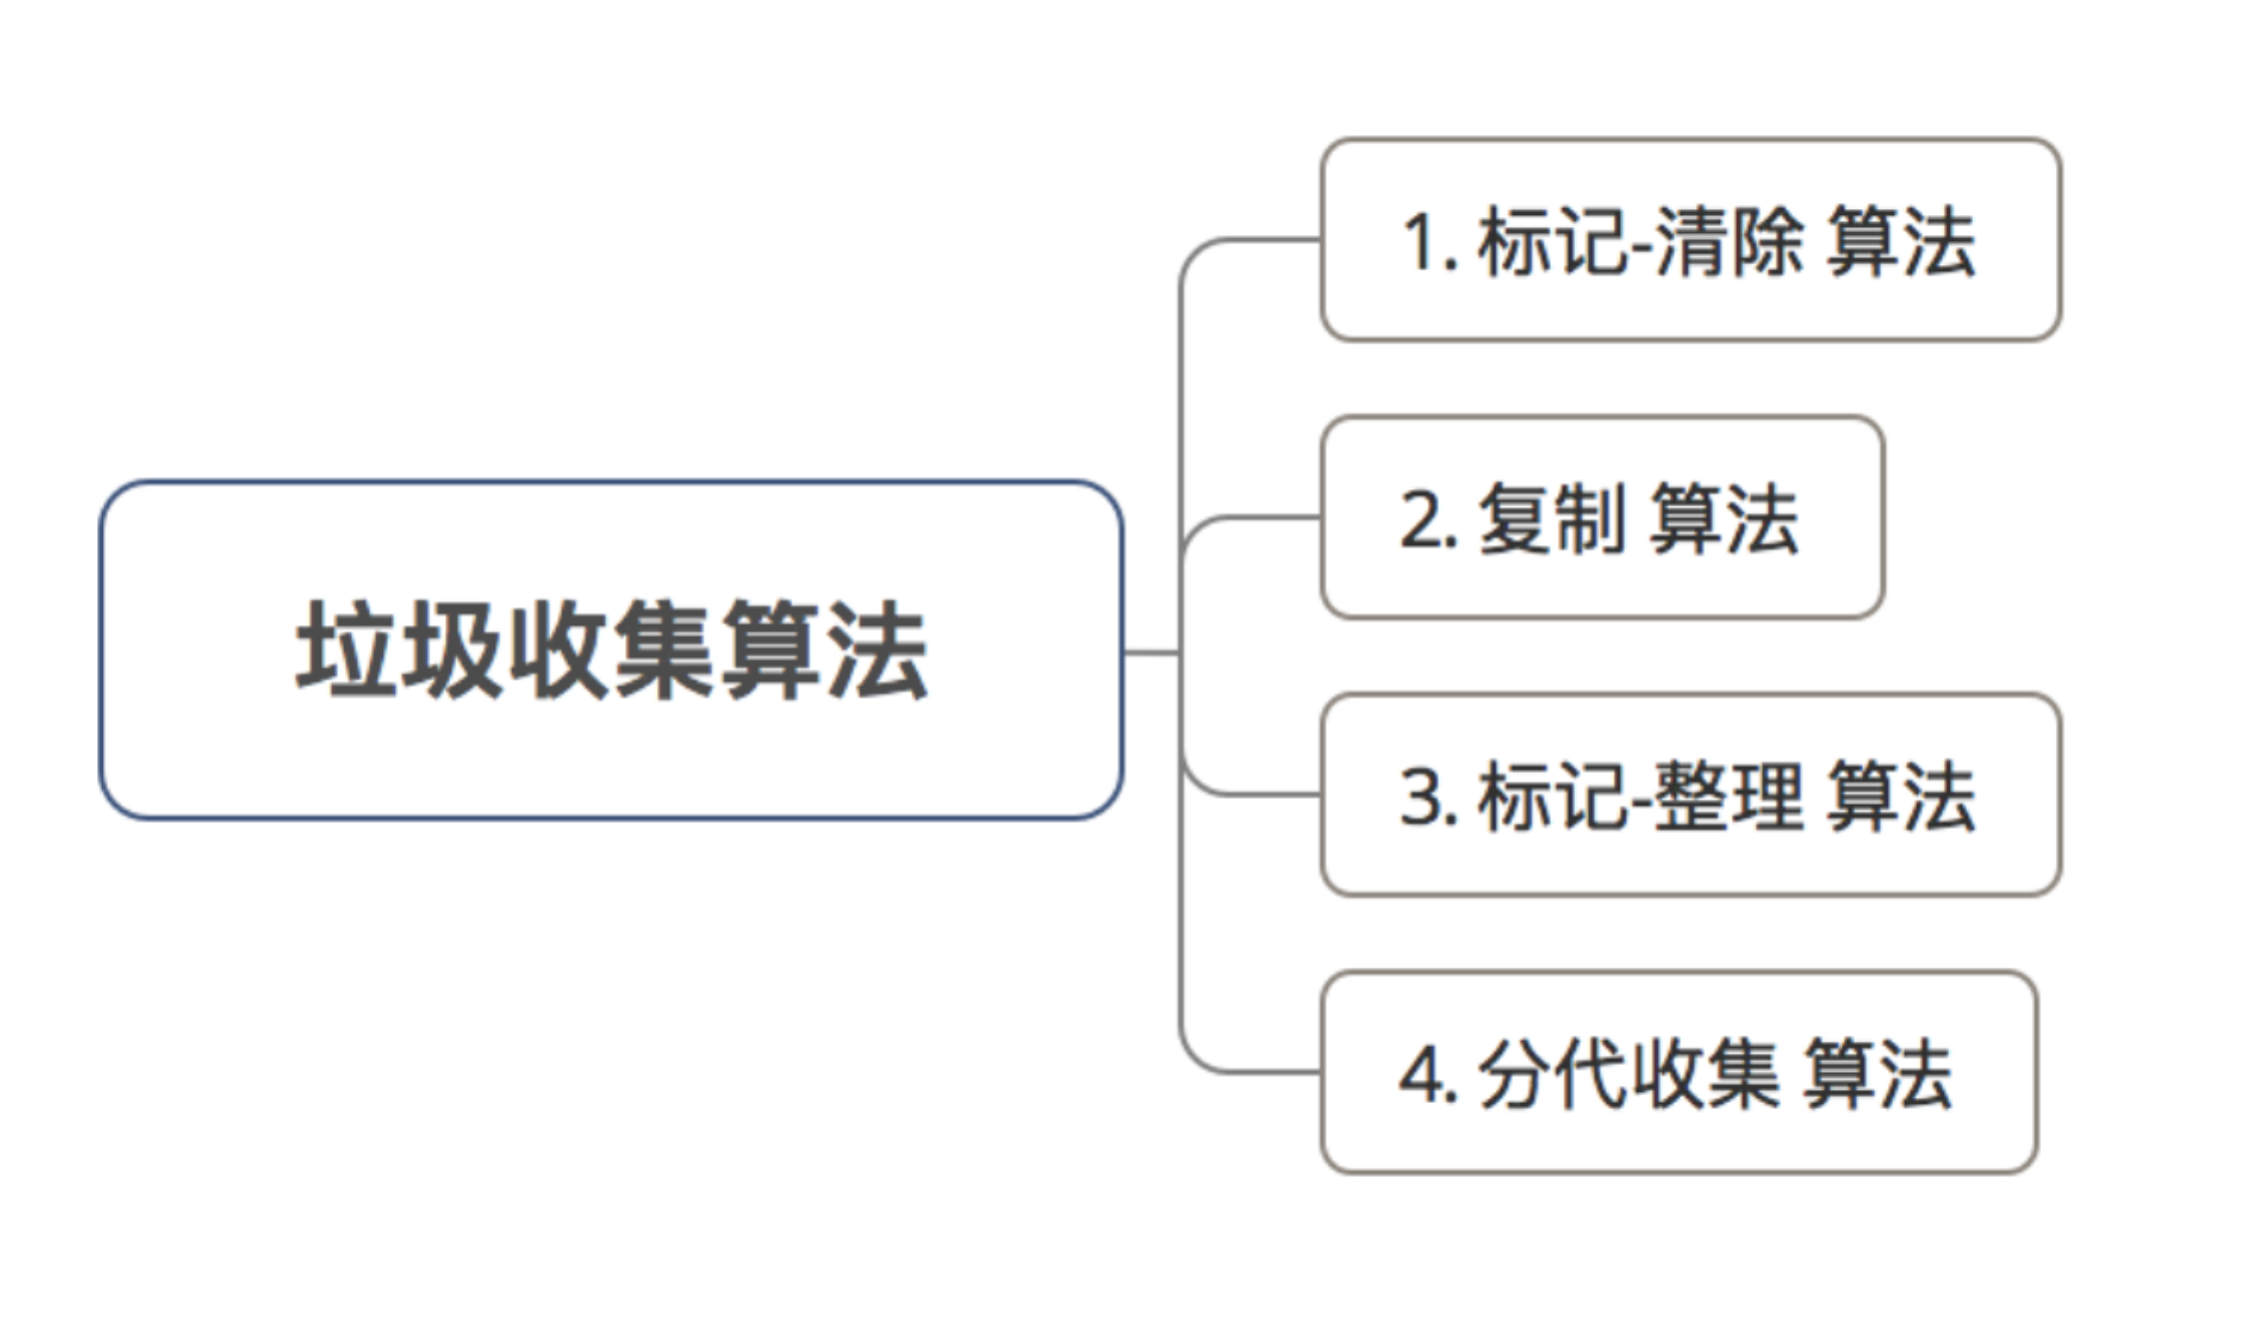 垃圾收集算法
1. 标记-清除 算法
2. 复制 算法
3. 标记-整理 算法
4. 分代收集 算法